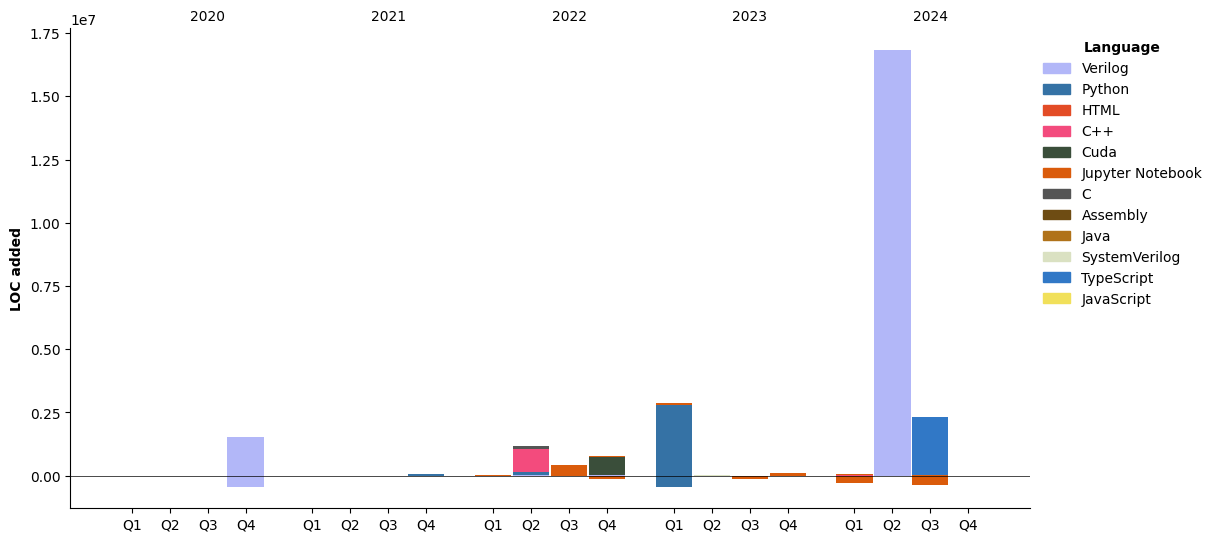 1e7
2020 2021 2022 2023 2024
1.75
1.50
1.25
1.00
0.75
0.50
0.25
0.00
LOC added
Q1 Q2 Q3 Q4 Q1 Q2 Q3 Q4 Q1 Q2 Q3 Q4 Q1 Q2 Q3 Q4 Q1 Q2 Q3 Q4
Language
Verilog
Python
HTML
C++
Cuda
Jupyter Notebook
C
Assembly
Java
SystemVerilog
TypeScript
JavaScript